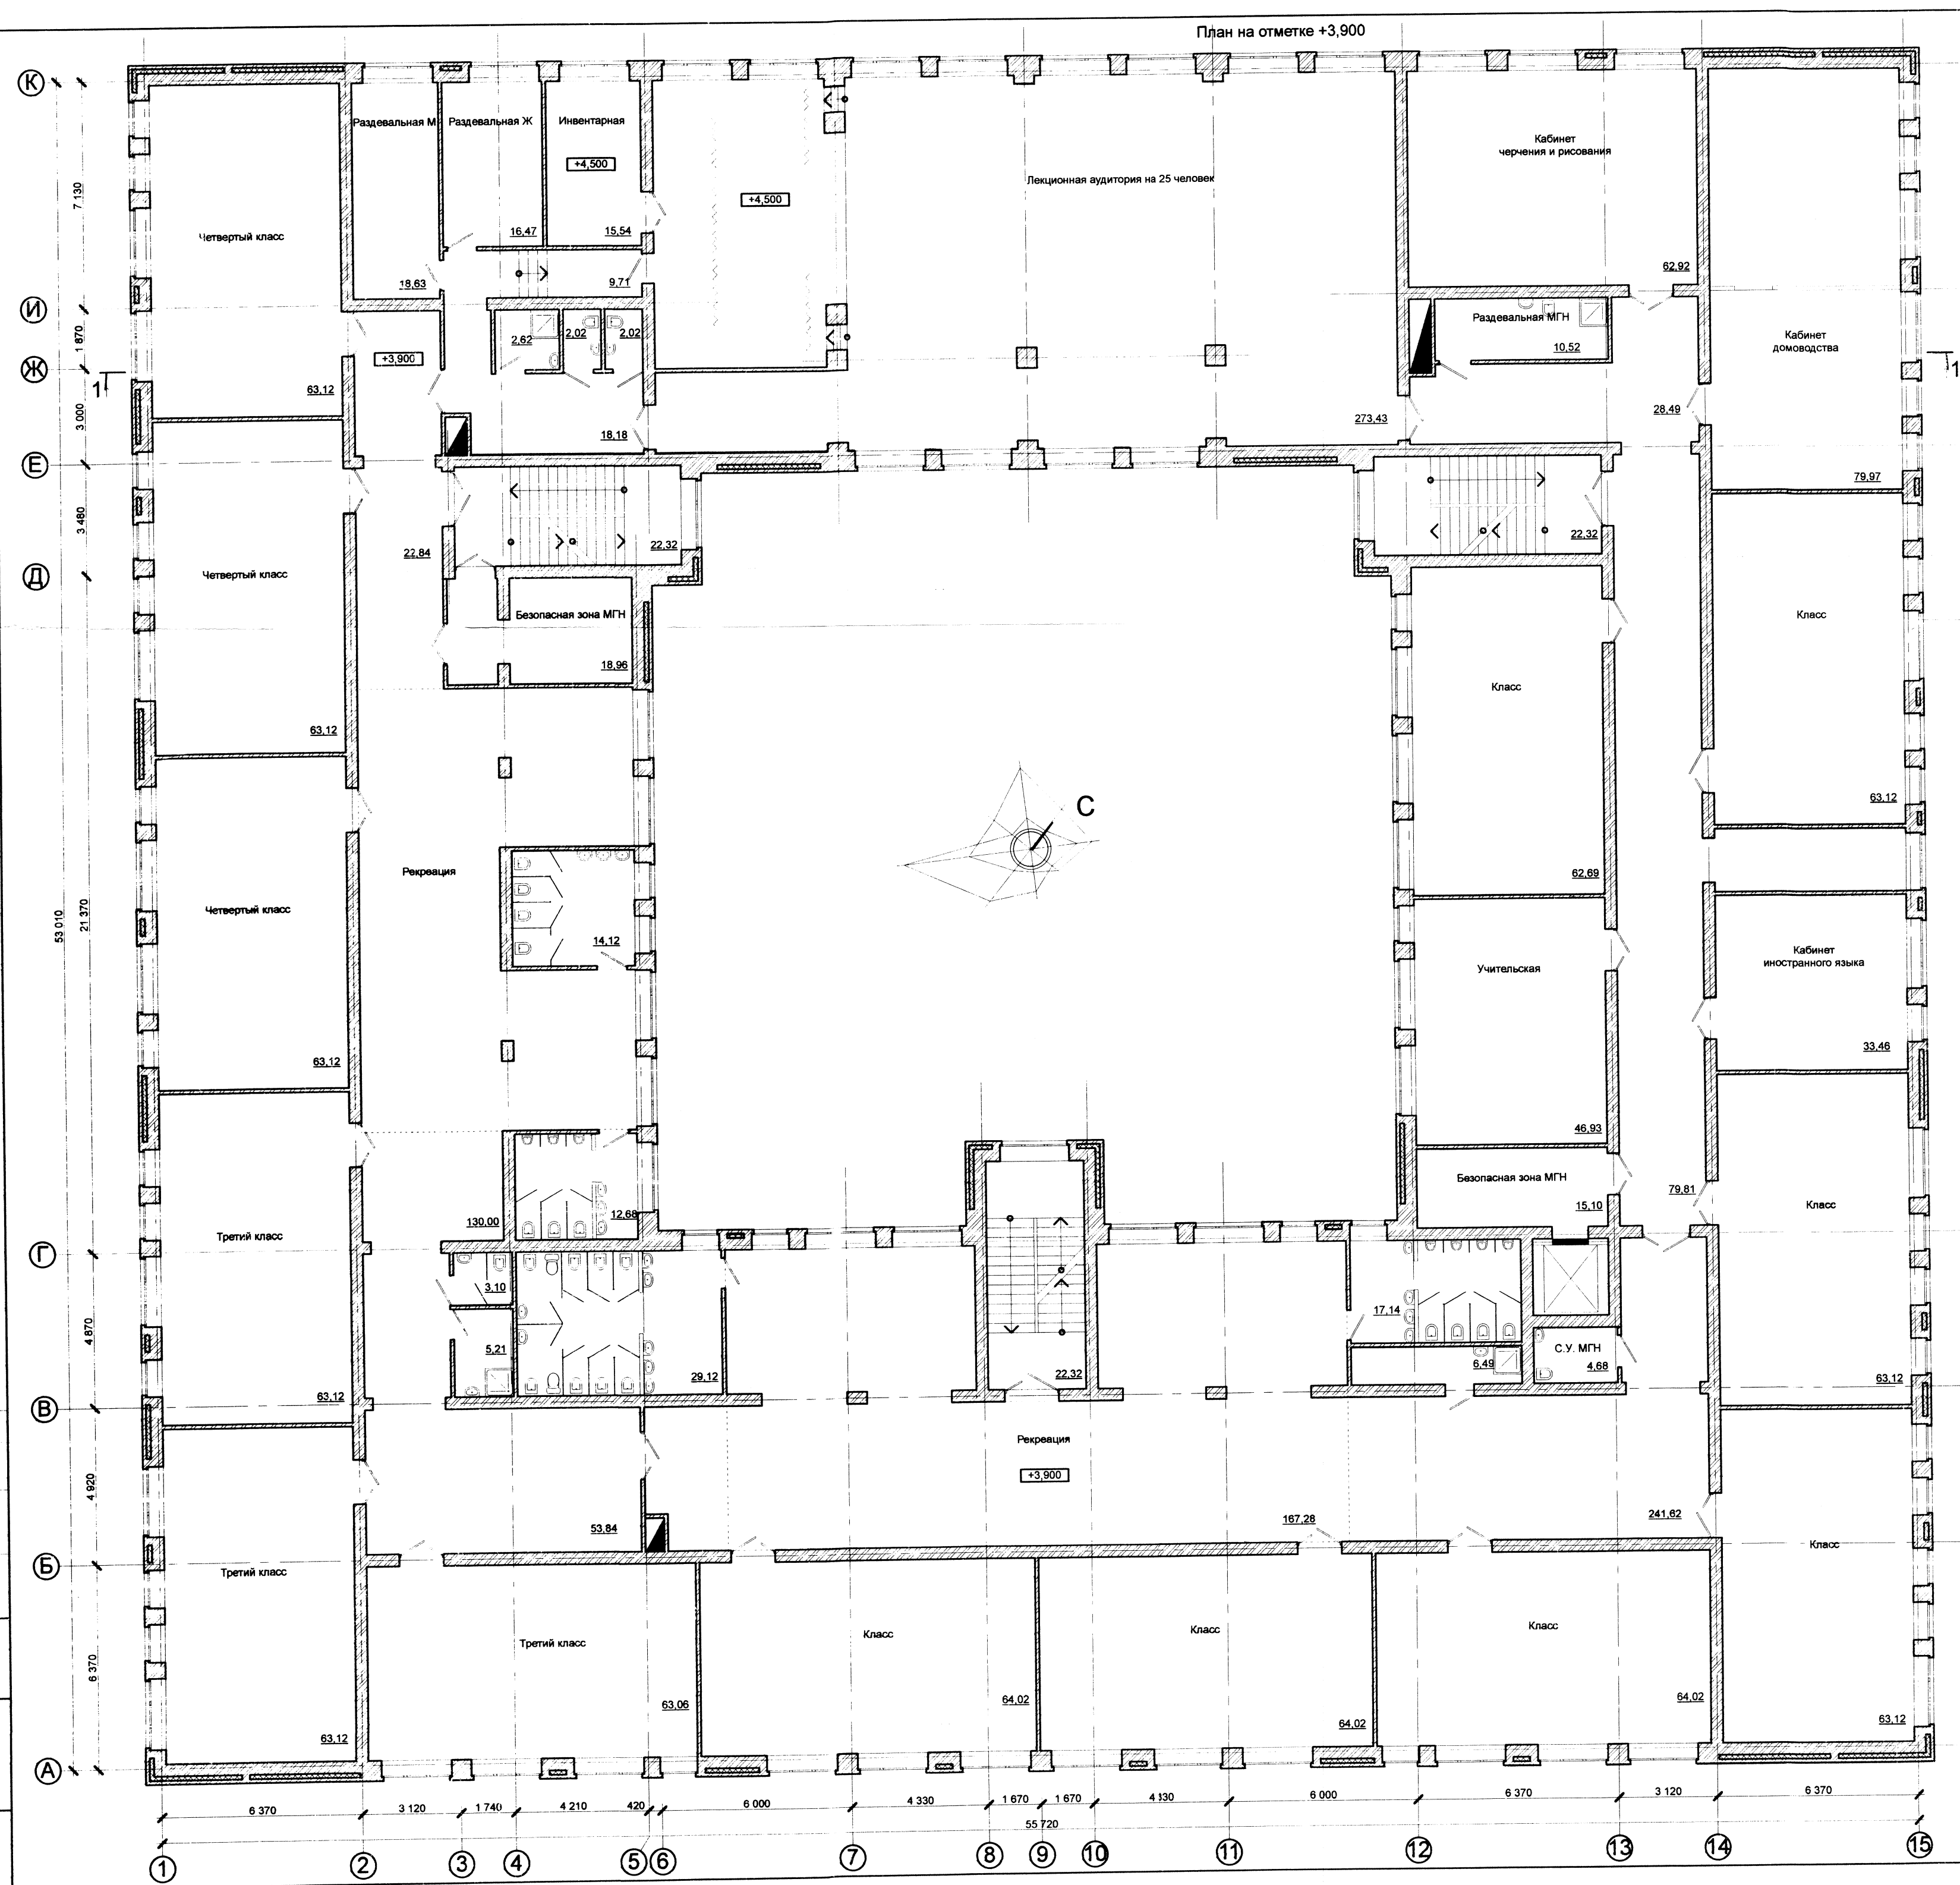 План на отметке +3,900
К
И
Ж
Е
Д
Г
В
Б
А
7 130
1 870
3 000
3 480
21 370
53 010
4 870
4 920
6 370
1
1
Четвертый класс
63,12
Раздевальная М
18,63
Раздевальная Ж
16,47
Инвентарная
+4,500
15,54
9,71
+4,500
Лекционная аудитория на 25 человек
273,43
Кабинет
черчения и рисования
62,92
Раздевальная МГН
10,52
28,49
Кабинет
домоводства
79,97
+3,900
2,62
2,02
2,02
18,18
Четвертый класс
63,12
22,84
22,32
22,32
Безопасная зона МГН
18,96
Класс
62,69
Класс
63,12
С
Четвертый класс
63,12
Рекреация
14,12
Учительская
46,93
Кабинет
иностранного языка
33,46
Безопасная зона МГН
15,10
79,81
Третий класс
63,12
130,00
12,68
3,10
5,21
29,12
22,32
17,14
6,49
С.У. МГН
4,68
Класс
63,12
Рекреация
+3,900
53,84
167,28
241,62
Третий класс
63,12
Третий класс
63,06
Класс
64,02
Класс
64,02
Класс
64,02
Класс
63,12
6 370
3 120
1 740
4 210
420
6 000
4 330
1 670
1 670
4 130
6 000
6 370
3 120
6 370
55 720
1
2
3
4
5
6
7
8
9
10
11
12
13
14
15